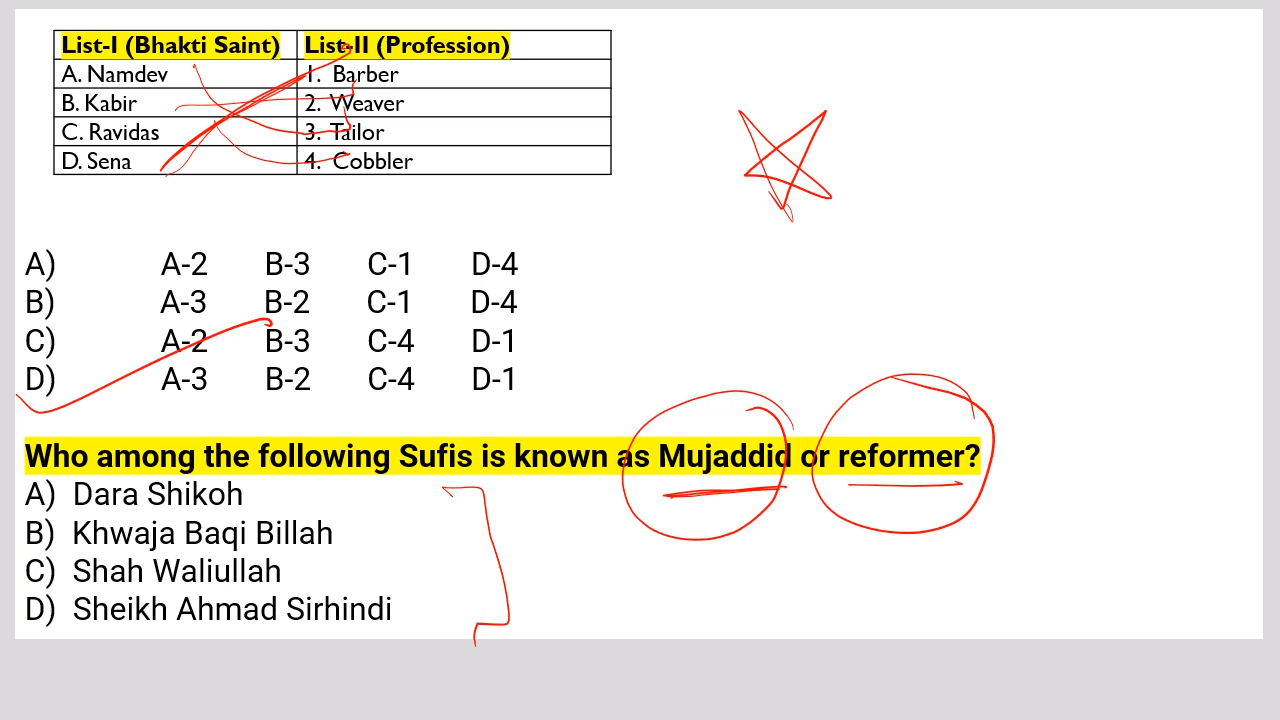 List-I (Bhakti Saint) List-II (Profession)
A. Namdev 1. Barber
B. Kabir 2. Weaver
C. Ravidas 3. Tailor
D. Sena 4. Cobbler
A) A-2 B-3 C-1 D-4
B) A-3 B-2 C-1 D-4
C) A-2 B-3 C-4 D-1
D) A-3 B-2 C-4 D-1
Who among the following Sufis is known as Mujaddid or reformer?
A) Dara Shikoh
B) Khwaja Baqi Billah
C) Shah Waliullah
D) Sheikh Ahmad Sirhindi